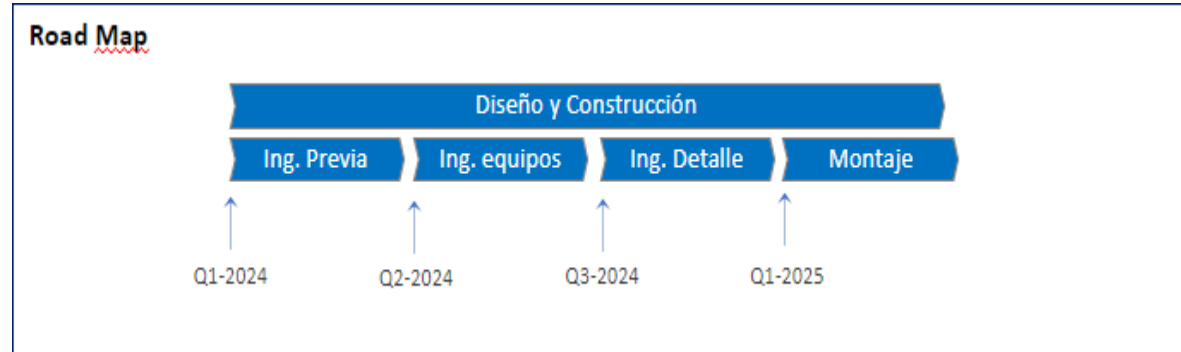 Road Map
Diseño y Construcción
Ing. Previa
Ing. equipos
Ing. Detalle
Montaje
Q1-2024
Q2-2024
Q3-2024
Q1-2025